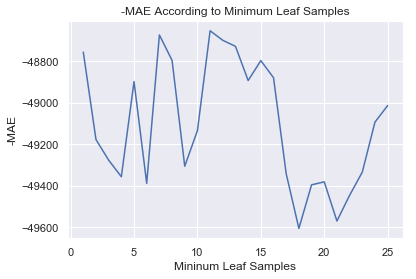 -MAE According to Minimum Leaf Samples
-MAE
−48800
−49000
−49200
−49400
−49600
0 5 10 15 20 25
Mininum Leaf Samples